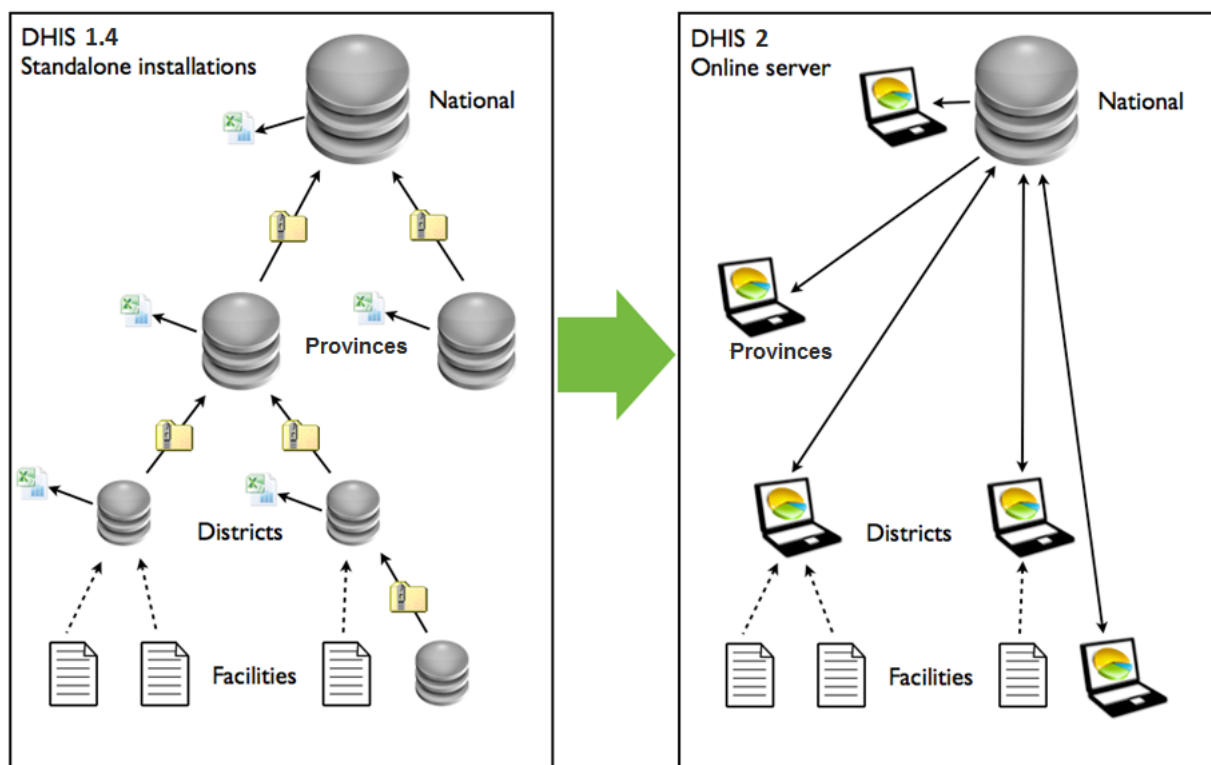 DHIS 1.4
Standalone installations
National
Provinces
Districts
Facilities
DHIS 2
Online server
National
Provinces
Districts
Facilities